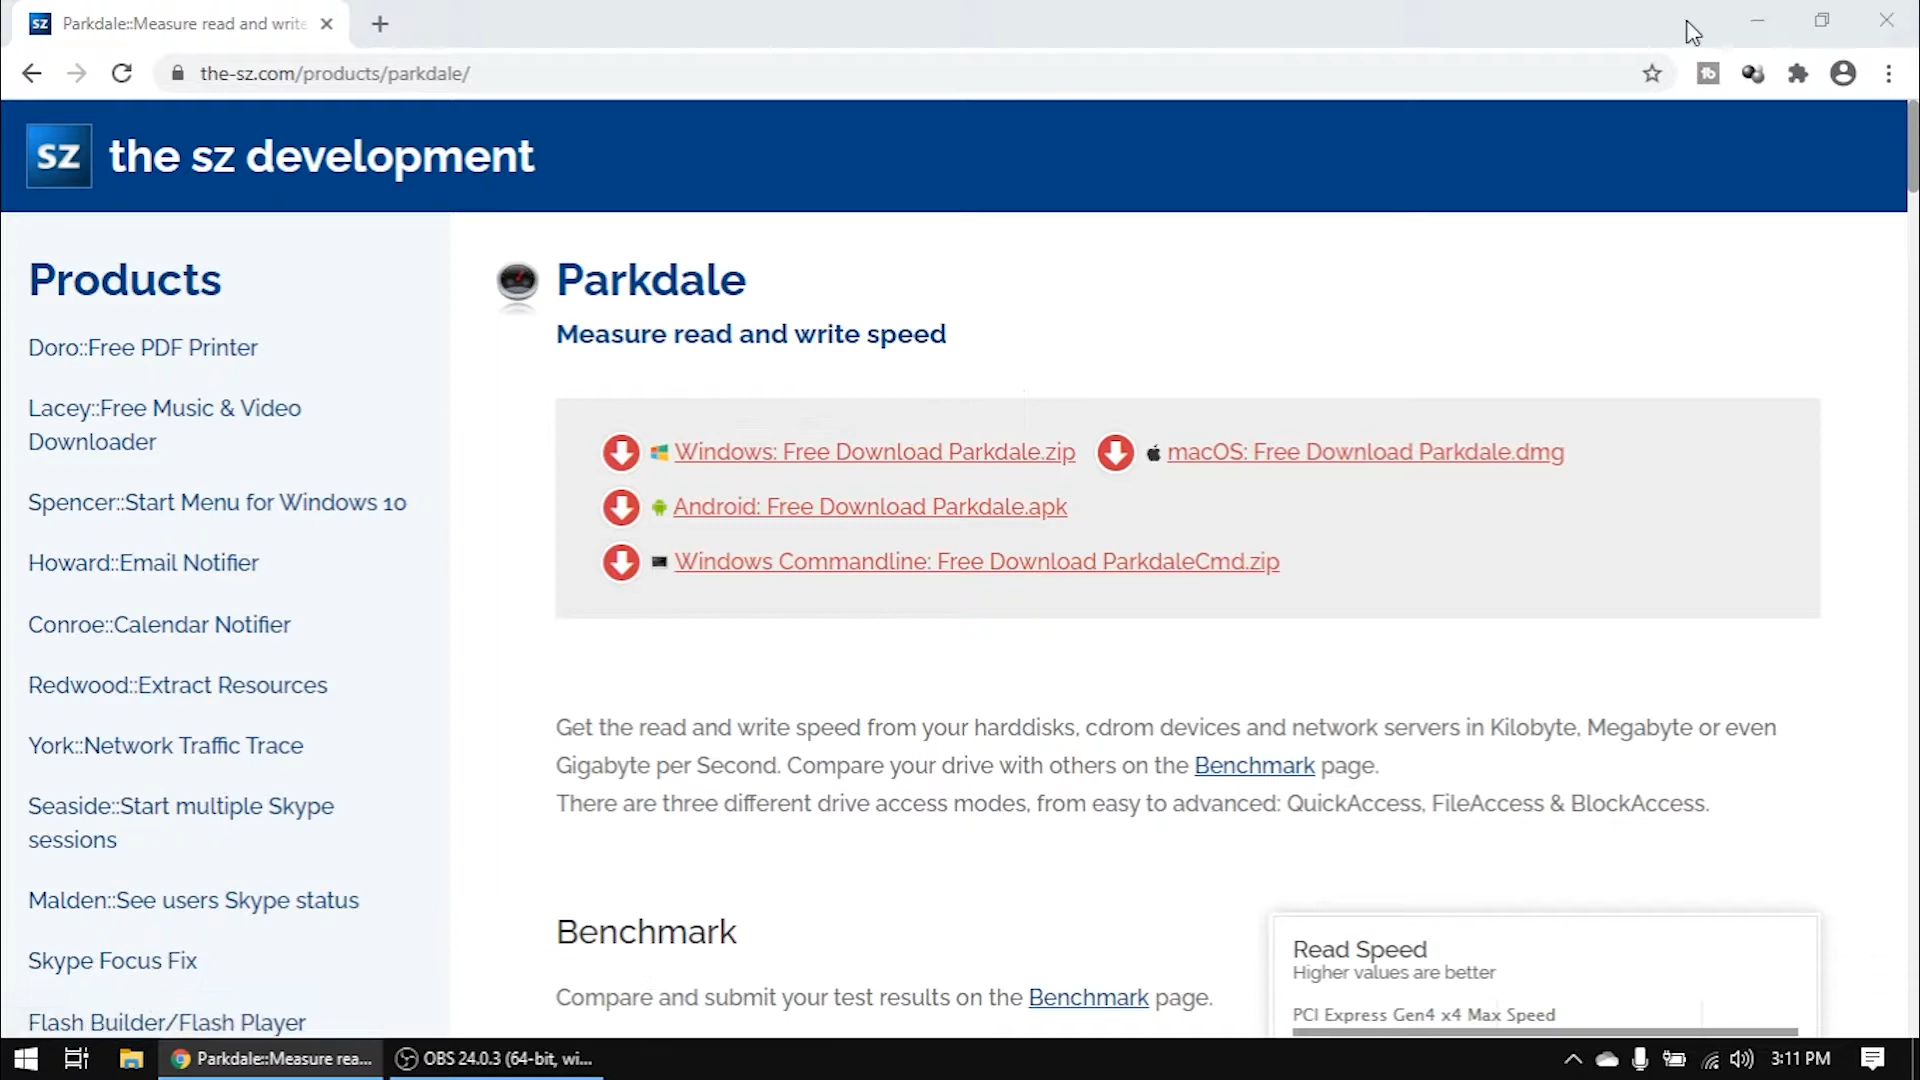 sz Parkdale::Measure read and write
the-sz.com/products/parkdale/
sz the sz development
Products
Doro::Free PDF Printer
Lacey::Free Music & Video
Downloader
Spencer::Start Menu for Windows 10
Howard::Email Notifier
Conroe::Calendar Notifier
Redwood::Extract Resources
York::Network Traffic Trace
Seaside::Start multiple Skype
sessions
Malden::See users Skype status
Skype Focus Fix
Flash Builder/Flash Player
Parkdale
Measure read and write speed
Windows: Free Download Parkdale.zip macOS: Free Download Parkdale.dmg
Android: Free Download Parkdale.apk
Windows Commandline: Free Download ParkdaleCmd.zip
Get the read and write speed from your harddisks, cdrom devices and network servers in Kilobyte, Megabyte or even
Gigabyte per Second. Compare your drive with others on the Benchmark page.
There are three different drive access modes, from easy to advanced: QuickAccess, FileAccess & BlockAccess.
Benchmark
Compare and submit your test results on the Benchmark page.
Read Speed
Higher values are better
PCI Express Gen4 x4 Max Speed
Parkdale::Measure rea... OBS 24.0.3 (64-bit, wi... 3:11 PM